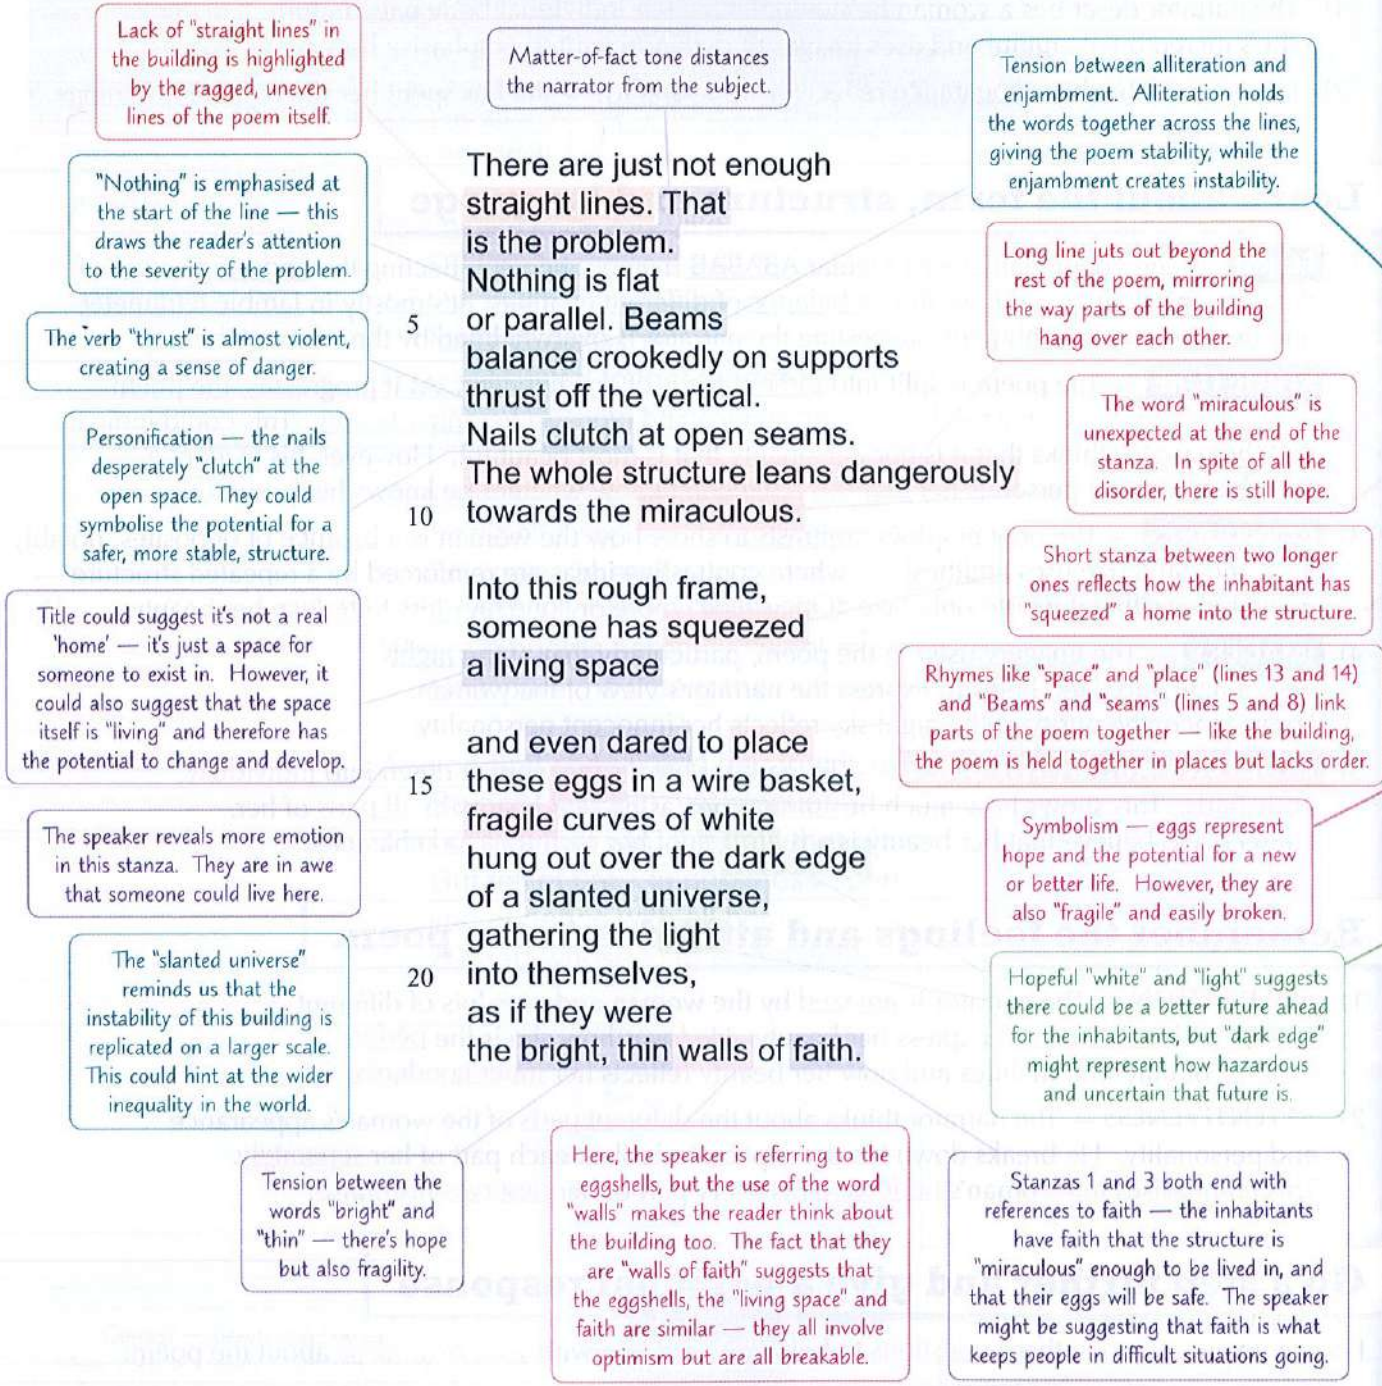 Lack of "straight lines" in
the building is highlighted
by the ragged, uneven
lines of the poem itself.
Matter-of-fact tone distances
the narrator from the subject.
Tension between alliteration and
enjambment. Alliteration holds
the words together across the lines,
giving the poem stability, while the
enjambment creates instability.
"Nothing" is emphasised at
the start of the line — this
draws the reader's attention
to the severity of the problem.
Long line juts out beyond the
rest of the poem, mirroring
the way parts of the building
hang over each other.
The verb "thrust" is almost violent,
creating a sense of danger.
Personification — the nails
desperately "clutch" at the
open space. They could
symbolise the potential for a
safer, more stable, structure.
The word "miraculous" is
unexpected at the end of the
stanza. In spite of all the
disorder, there is still hope.
There are just not enough
straight lines. That
is the problem.
Nothing is flat
5 or parallel. Beams
balance crookedly on supports
thrust off the vertical.
Nails clutch at open seams.
The whole structure leans dangerously
10 towards the miraculous.
Into this rough frame,
someone has squeezed
a living space
and even dared to place
15 these eggs in a wire basket,
fragile curves of white
hung out over the dark edge
of a slanted universe,
gathering the light
20 into themselves,
as if they were
the bright, thin walls of faith.
Short stanza between two longer
ones reflects how the inhabitant has
"squeezed" a home into the structure.
Title could suggest it's not a real
'home' — it's just a space for
someone to exist in. However, it
could also suggest that the space
itself is "living" and therefore has
the potential to change and develop.
Rhymes like "space" and "place" (lines 13 and 14)
and "Beams" and "seams" (lines 5 and 8) link
parts of the poem together — like the building,
the poem is held together in places but lacks order.
The speaker reveals more emotion
in this stanza. They are in awe
that someone could live here.
Symbolism — eggs represent
hope and the potential for a new
or better life. However, they are
also "fragile" and easily broken.
The "slanted universe"
reminds us that the
instability of this building is
replicated on a larger scale.
This could hint at the wider
inequality in the world.
Hopeful "white" and "light" suggests
there could be a better future ahead
for the inhabitants, but "dark edge"
might represent how hazardous
and uncertain that future is.
Tension between the
words "bright" and
"thin" — there's hope
but also fragility.
Here, the speaker is referring to the
eggshells, but the use of the word
"walls" makes the reader think about
the building too. The fact that they
are "walls of faith" suggests that
the eggshells, the "living space" and
faith are similar — they all involve
optimism but are all breakable.
Stanzas 1 and 3 both end with
references to faith — the inhabitants
have faith that the structure is
"miraculous" enough to be lived in, and
that their eggs will be safe. The speaker
might be suggesting that faith is what
keeps people in difficult situations going.